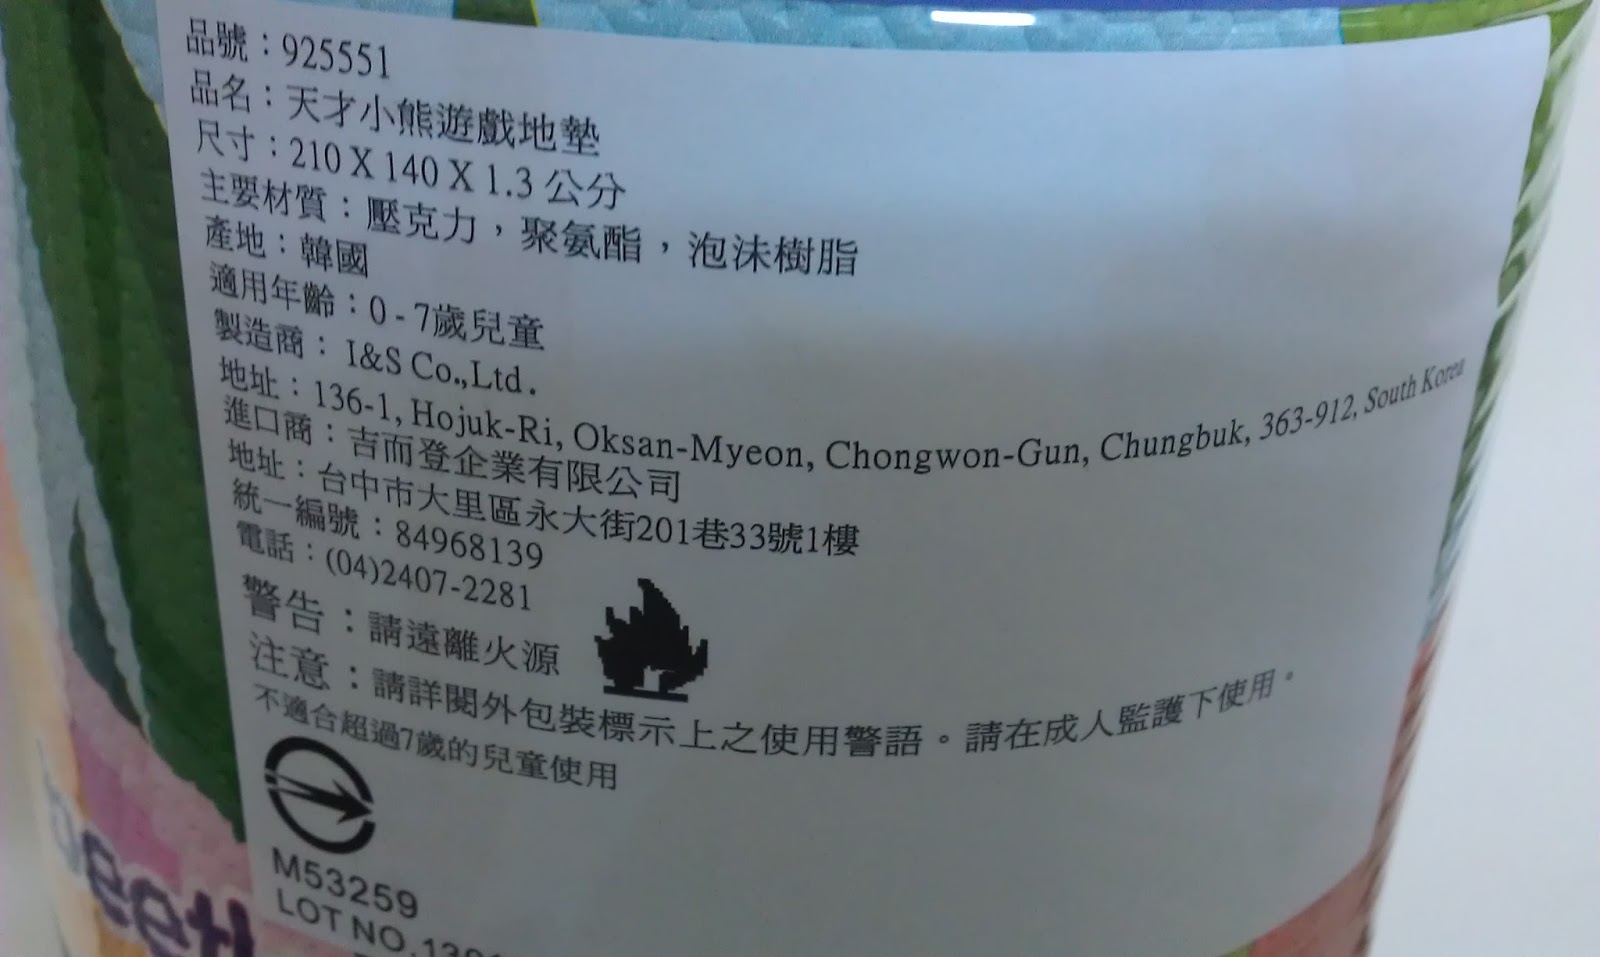 品號：925551
品名：天才小熊遊戲地墊
尺寸：210 X 140 X 1.3 公分
主要材質：壓克力，聚氨酯，泡沫樹脂
產地：韓國
適用年齡：0 - 7歲兒童
製造商： I&S Co.,Ltd.
地址：136-1, Hojuk-Ri, Oksan-Myeon, Chongwon-Gun, Chungbuk, 363-912, South Korea
進口商：吉而登企業有限公司
地址：台中市大里區永大街201巷33號1樓
統一編號：84968139
電話：(04)2407-2281
警告：請遠離火源
注意：請詳閱外包裝標示上之使用警語。請在成人監護下使用。
不適合超過7歲的兒童使用
M53259
LOT NO.